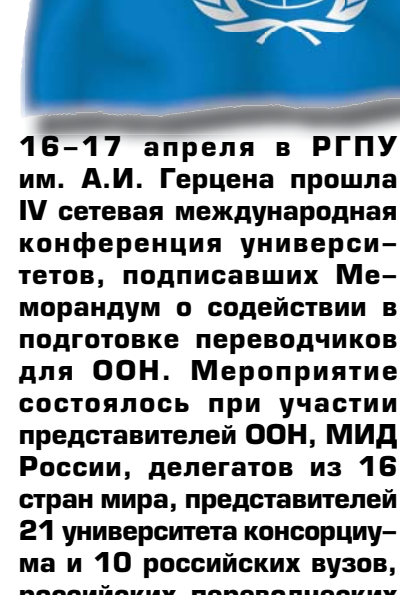 16–17 апреля в РГПУ
им. А.И. Герцена прошла
IV сетевая международная
конференция универси–
тетов, подписавших Ме–
морандум о содействии в
подготовке переводчиков
для ООН. Мероприятие
состоялось при участии
представителей ООН, МИД
России, делегатов из 16
стран мира, представителей
21 университета консорциу–
ма и 10 российских вузов,
российских переводческих